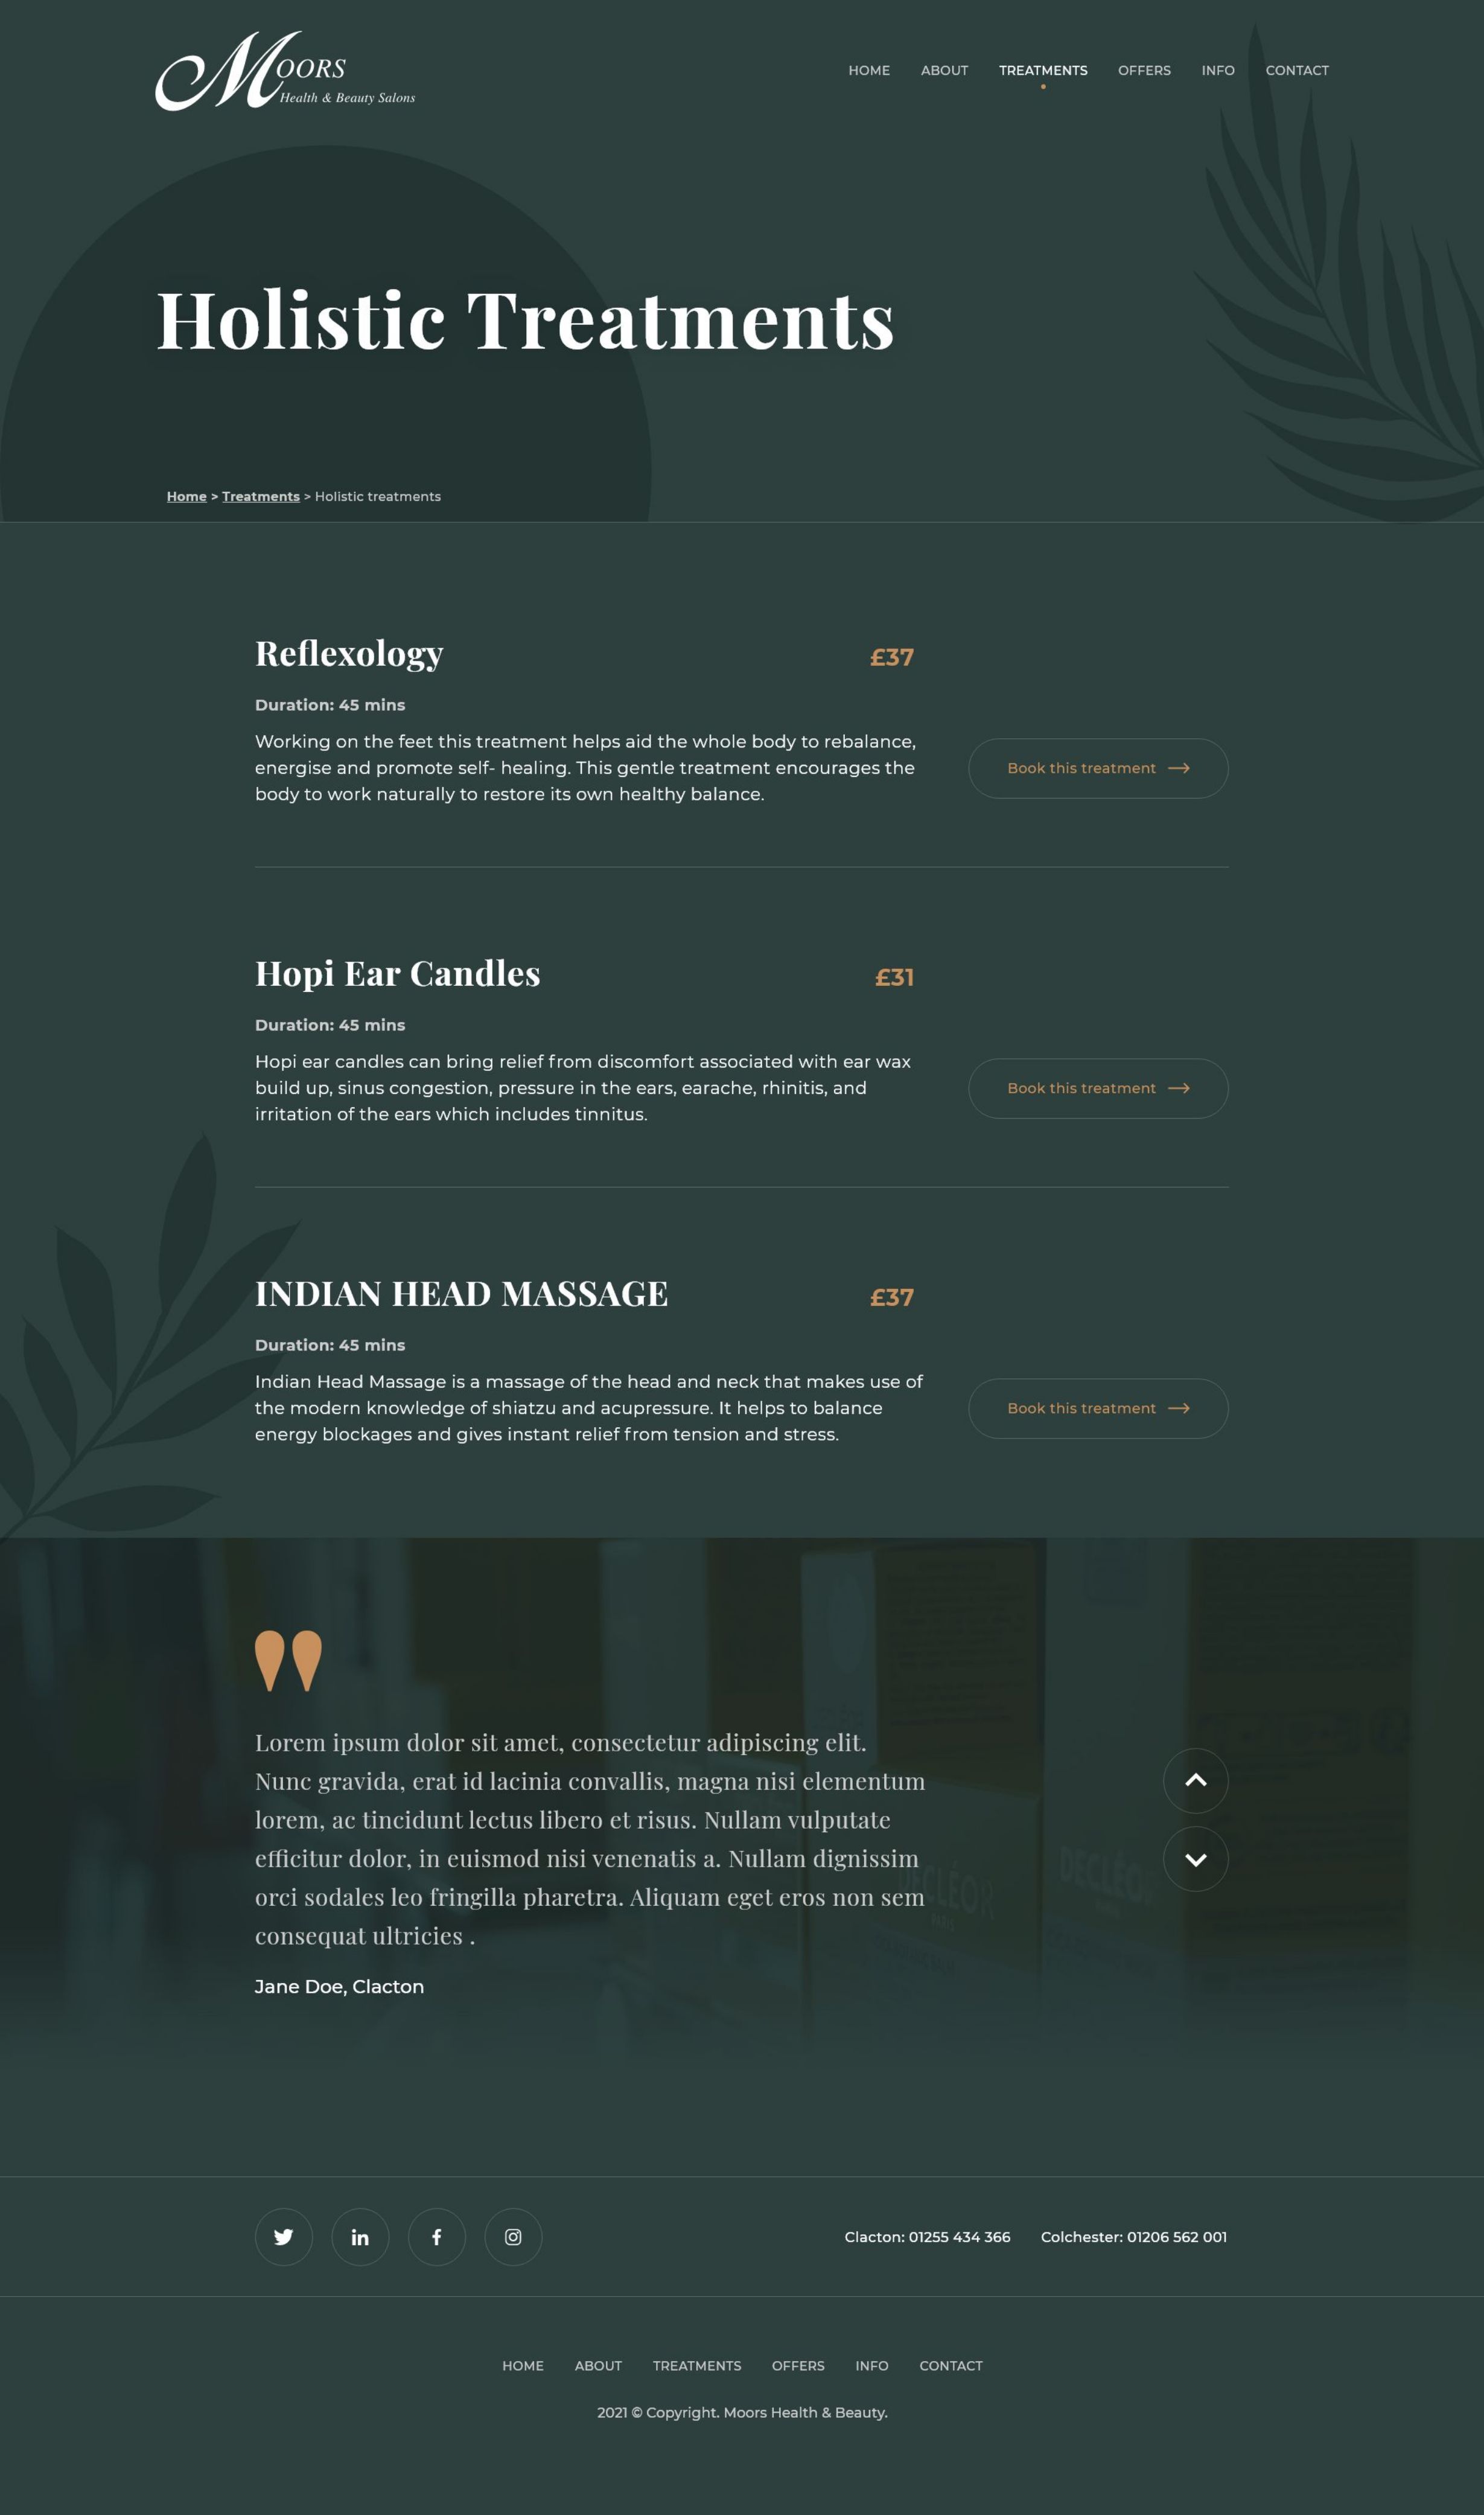 Moors
Health & Beauty Salons
HOME ABOUT TREATMENTS OFFERS INFO CONTACT
Holistic Treatments
Home > Treatments > Holistic treatments
Reflexology £37
Duration: 45 mins
Working on the feet this treatment helps aid the whole body to rebalance,
energise and promote self- healing. This gentle treatment encourages the
body to work naturally to restore its own healthy balance.
Book this treatment
Hopi Ear Candles £31
Duration: 45 mins
Hopi ear candles can bring relief from discomfort associated with ear wax
build up, sinus congestion, pressure in the ears, earache, rhinitis, and
irritation of the ears which includes tinnitus.
Book this treatment
INDIAN HEAD MASSAGE £37
Duration: 45 mins
Indian Head Massage is a massage of the head and neck that makes use of
the modern knowledge of shiatzu and acupressure. It helps to balance
energy blockages and gives instant relief from tension and stress.
Book this treatment
"
Lorem ipsum dolor sit amet, consectetur adipiscing elit.
Nunc gravida, erat id lacinia convallis, magna nisi elementum
lorem, ac tincidunt lectus libero et risus. Nullam vulputate
efficitur dolor, in euismod nisi venenatis a. Nullam dignissim
orci sodales leo fringilla pharetra. Aliquam eget eros non sem
consequat ultricies .
Jane Doe, Clacton
DECLÉOR
PARIS
DECLÉOR
Clacton: 01255 434 366 Colchester: 01206 562 001
HOME ABOUT TREATMENTS OFFERS INFO CONTACT
2021 © Copyright. Moors Health & Beauty.